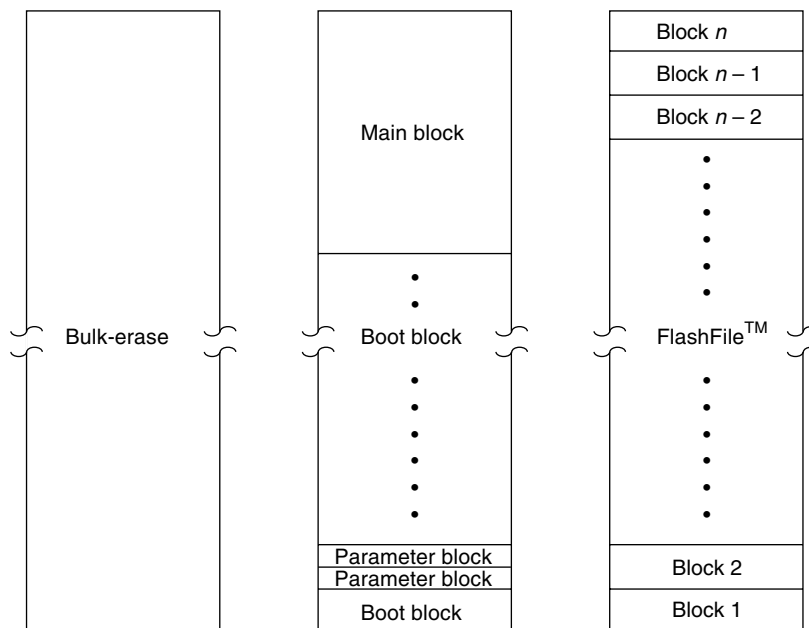 Bulk-erase
Main block
Boot block
Parameter block
Parameter block
Boot block
Block n
Block n – 1
Block n – 2
FlashFile™
Block 2
Block 1